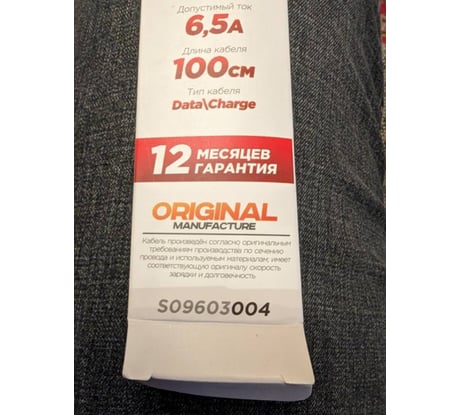 Допустимый ток
6,5А
Длина кабеля
100см
Тип кабеля
Data\Charge
12 МЕСЯЦЕВ
ГАРАНТИЯ
ORIGINAL
MANUFACTURE
Кабель произведён согласно оригинальным
требованиям производства по сечению
провода и используемым материалам; имеет
соответствующую оригиналу скорость
зарядки и долговечность
S09603004